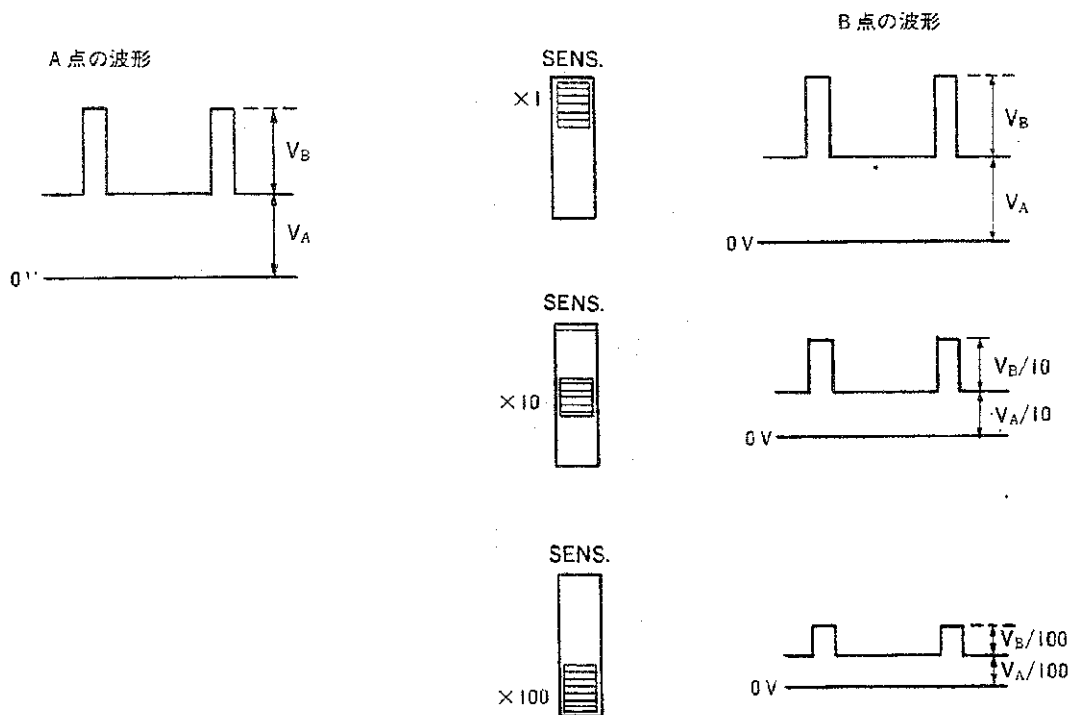 A点の波形
V_B
V_A
0''
SENS.
×1
B点の波形
V_B
V_A
0V
SENS.
×10
V_B/10
V_A/10
0V
SENS.
×100
V_B/100
V_A/100
0V